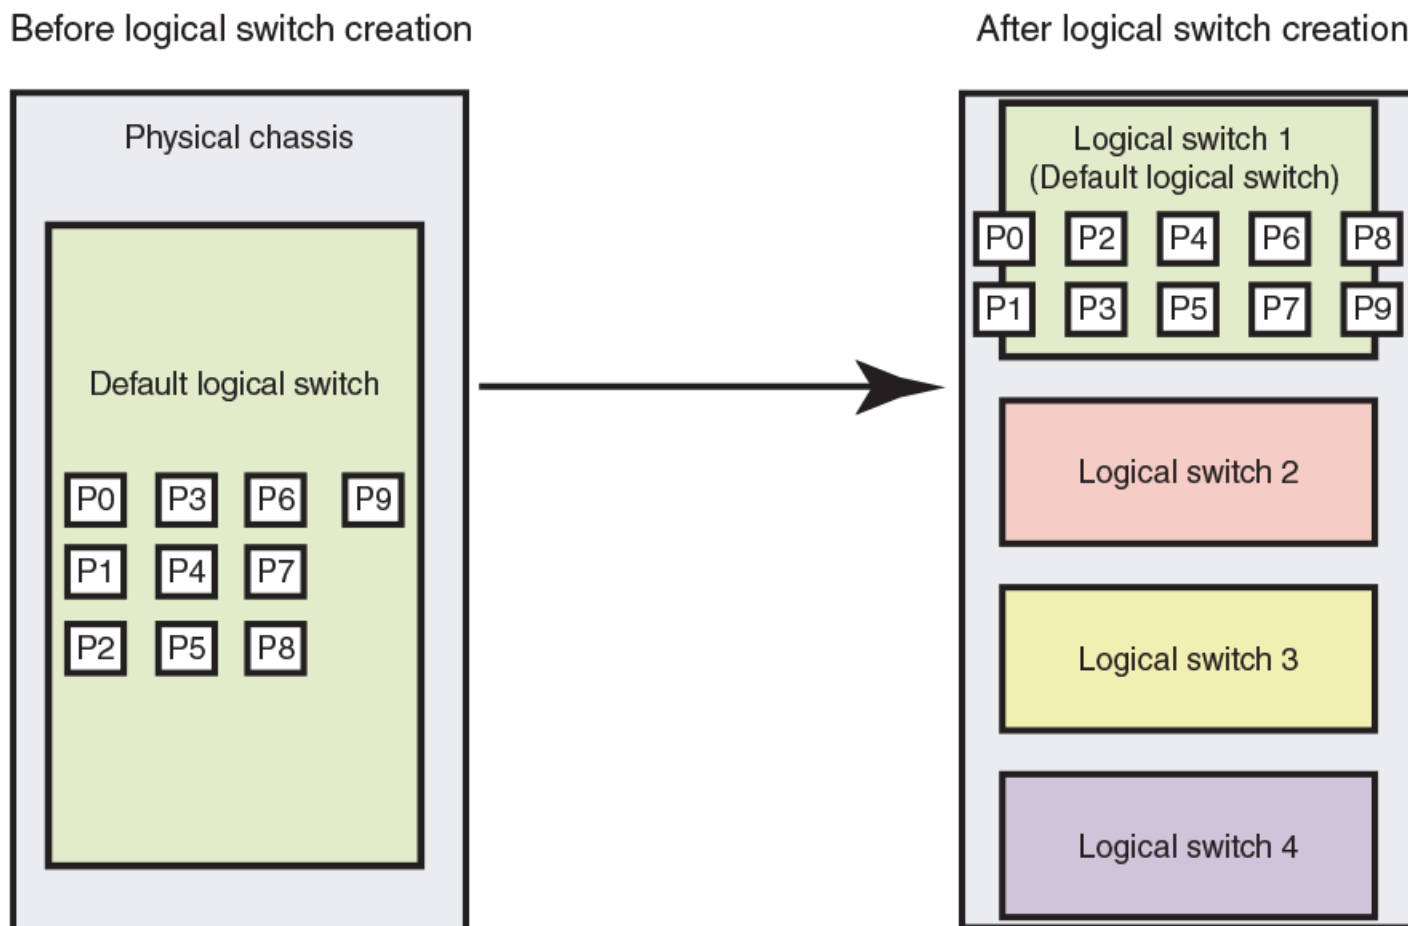 Before logical switch creation
Physical chassis
Default logical switch
P0 P3 P6 P9
P1 P4 P7
P2 P5 P8
After logical switch creation
Logical switch 1
(Default logical switch)
P0 P2 P4 P6 P8
P1 P3 P5 P7 P9
Logical switch 2
Logical switch 3
Logical switch 4